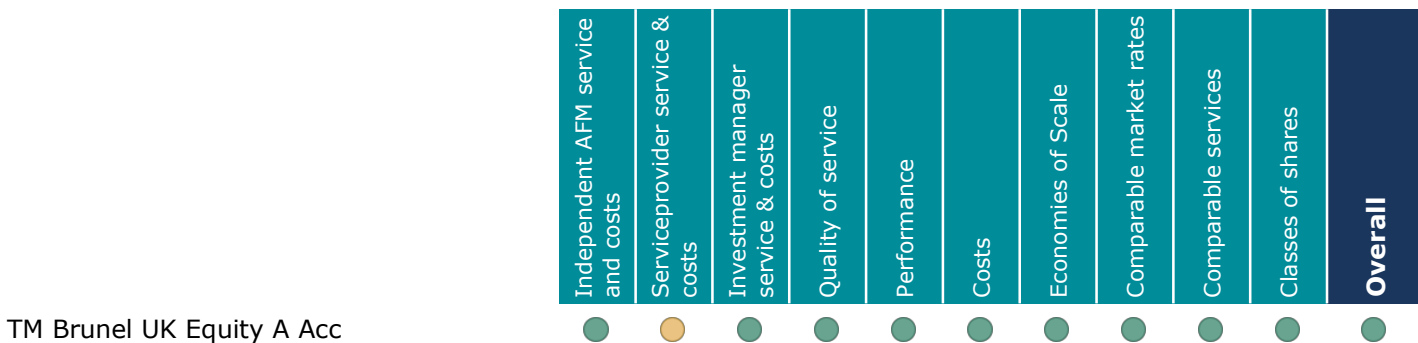 Independent AFM service
and costs
Serviceprovider service &
costs
Investment manager
service & costs
Quality of service
Performance
Costs
Economies of Scale
Comparable market rates
Comparable services
Classes of shares
Overall
TM Brunel UK Equity A Acc